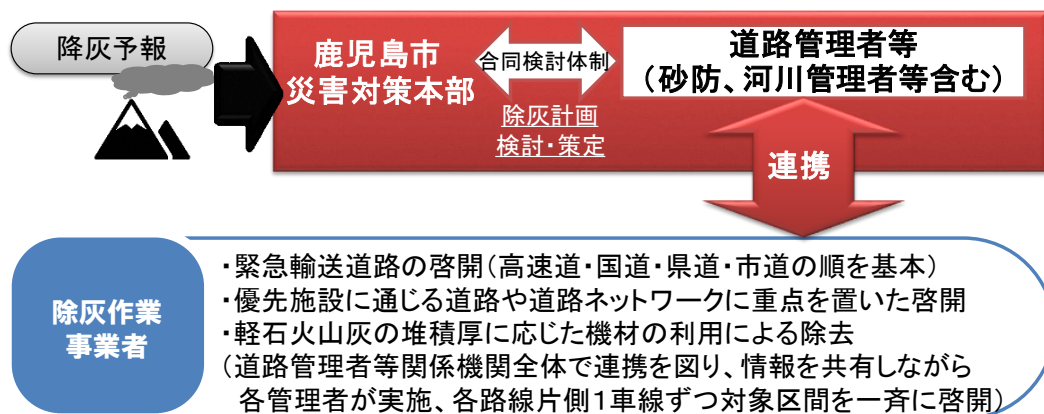 降灰予報
鹿児島市
災害対策本部
合同検討体制
除灰計画
検討・策定
道路管理者等
（砂防、河川管理者等含む）
連携
除灰作業
事業者
・緊急輸送道路の啓開（高速道・国道・県道・市道の順を基本）
・優先施設に通じる道路や道路ネットワークに重点を置いた啓開
・軽石火山灰の堆積厚に応じた機材の利用による除去
（道路管理者等関係機関全体で連携を図り、情報を共有しながら
各管理者が実施、各路線片側１車線ずつ対象区間を一斉に啓開）